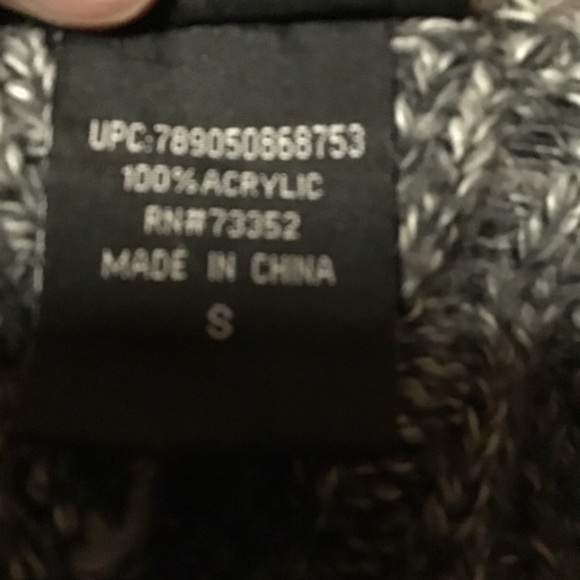 UPC:789050868753
100% ACRYLIC
RN#73352
MADE IN CHINA
S